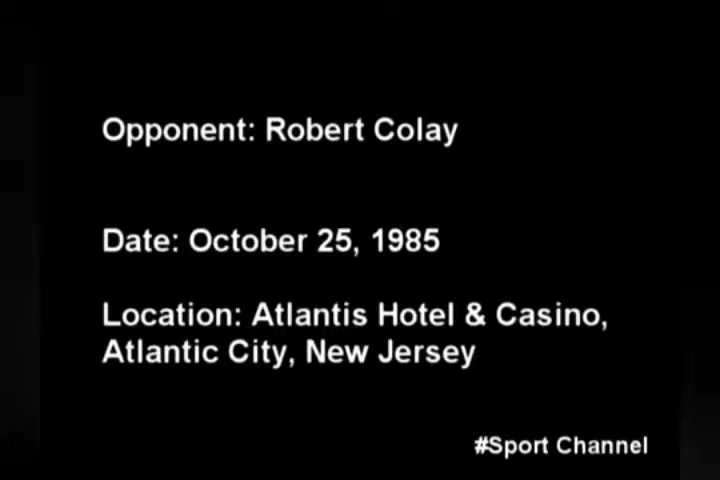 Opponent: Robert Colay
Date: October 25, 1985
Location: Atlantis Hotel & Casino,
Atlantic City, New Jersey
#Sport Channel